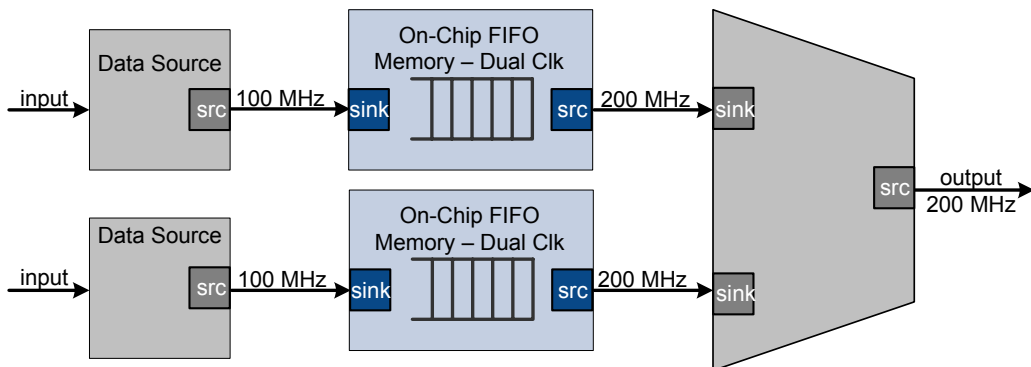 input
Data Source
src
100 MHz
On-Chip FIFO
Memory – Dual Clk
sink
src
200 MHz
sink
input
Data Source
src
100 MHz
On-Chip FIFO
Memory – Dual Clk
sink
src
200 MHz
sink
src
output
200 MHz